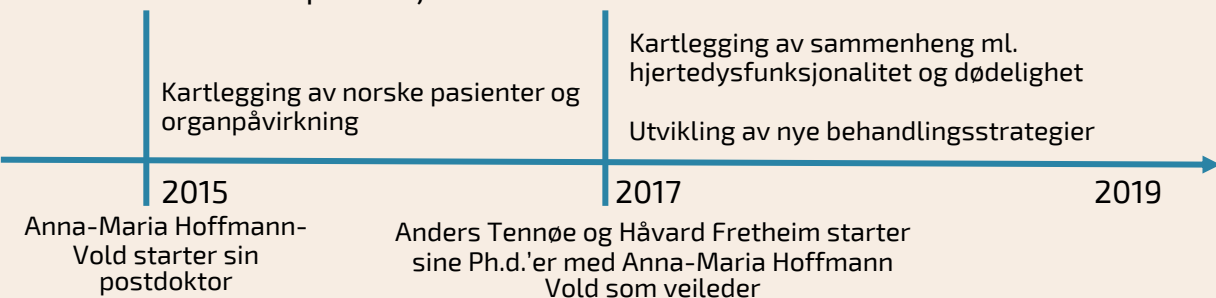 Kartlegging av sammenheng ml.
hjertedysfunksjonalitet og dødelighet
Kartlegging av norske pasienter og
organpåvirkning
Utvikling av nye behandlingsstrategier
2015
2017
2019
Anna-Maria Hoffmann-
Vold starter sin
postdoktor
Anders Tennøe og Håvard Fretheim starter
sine Ph.d.’er med Anna-Maria Hoffmann
Vold som veileder